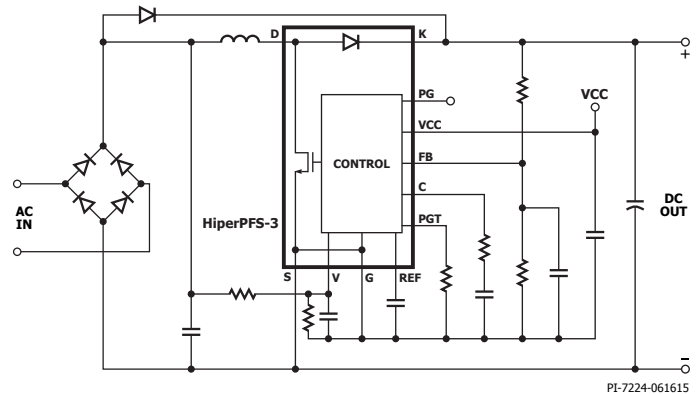 D
K
+
PG
VCC
VCC
CONTROL
FB
C
AC
IN
HiperPFS-3
PGT
DC
OUT
S
V
G
REF
−
PI-7224-061615